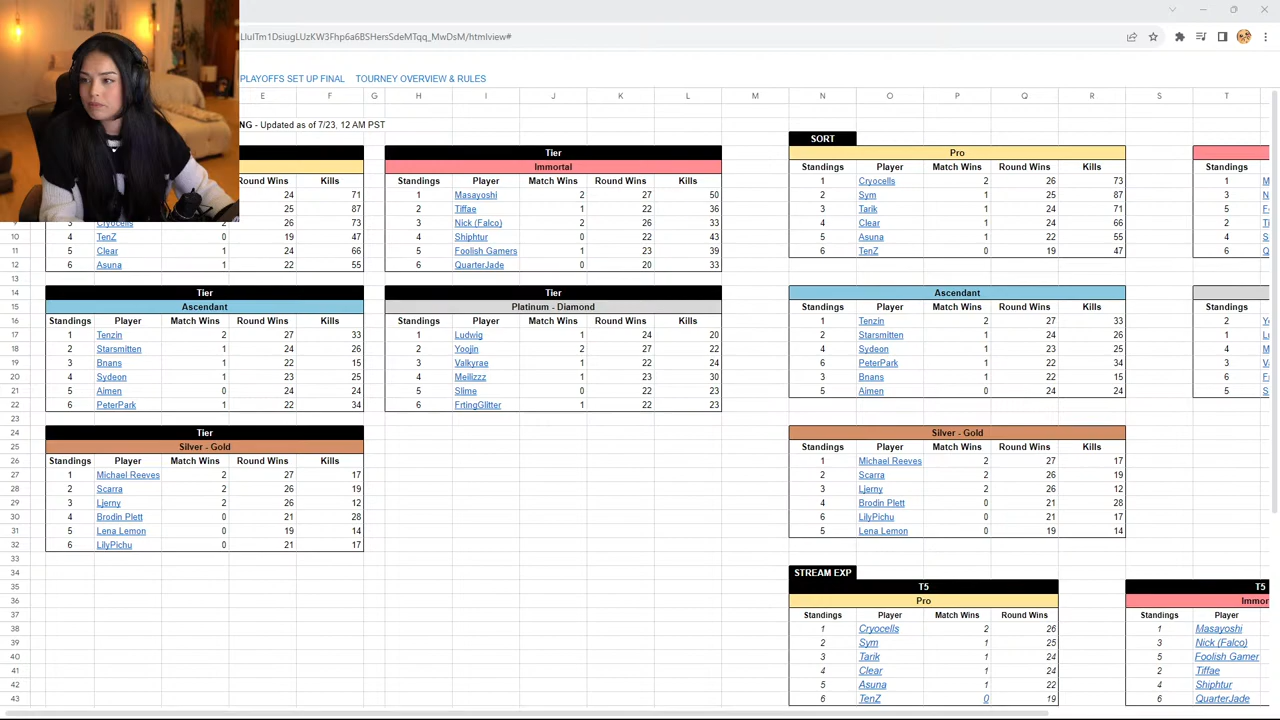 LIulTm1DsiugLUzKW3Fhp6a6BSHersSdeMTqq_MwDsM/htmlview#
PLAYOFFS SET UP FINAL TOURNEY OVERVIEW & RULES
E F G H I J K L M N O P Q R S T
NG - Updated as of 7/23, 12 AM PST
SORT
Tier Pro
Immortal Standings Player Match Wins Round Wins Kills Standings
Round Wins Kills Standings Player Match Wins Round Wins Kills 1 Cryocells 2 26 73 1 M
24 71 1 Masayoshi 2 27 50 2 Sym 1 25 87 3 N
25 87 2 Tiffae 1 22 36 3 Tarik 1 24 71 5 F
9 3 Cryocells 2 26 73 3 Nick (Falco) 2 26 33 4 Clear 1 24 66 2 Ti
10 4 TenZ 0 19 47 4 Shiphtur 0 22 43 5 Asuna 1 22 55 4 S
11 5 Clear 1 24 66 5 Foolish Gamers 1 23 39 6 TenZ 0 19 47 6 Q
12 6 Asuna 1 22 55 6 QuarterJade 0 20 33
13
14 Tier Tier Ascendant
15 Ascendant Platinum - Diamond Standings Player Match Wins Round Wins Kills Standings
16 Standings Player Match Wins Round Wins Kills Standings Player Match Wins Round Wins Kills 1 Tenzin 2 27 33 2 Yo
17 1 Tenzin 2 27 33 1 Ludwig 1 24 20 2 Starsmitten 1 24 26 1 L
18 2 Starsmitten 1 24 26 2 Yoojin 2 27 22 4 Sydeon 1 23 25 4 M
19 3 Bnans 1 22 15 3 Valkyrae 1 22 24 6 PeterPark 1 22 34 3 V
20 4 Sydeon 1 23 25 4 Meilizzz 1 23 30 3 Bnans 1 22 15 6 F
21 5 Aimen 0 24 24 5 Slime 0 22 23 5 Aimen 0 24 24 5 S
22 6 PeterPark 1 22 34 6 FrtingGlitter 1 22 23
23
24 Tier Silver - Gold
25 Silver - Gold Standings Player Match Wins Round Wins Kills
26 Standings Player Match Wins Round Wins Kills 1 Michael Reeves 2 27 17
27 1 Michael Reeves 2 27 17 2 Scarra 2 26 19
28 2 Scarra 2 26 19 3 Ljerny 2 26 12
29 3 Ljerny 2 26 12 4 Brodin Plett 0 21 28
30 4 Brodin Plett 0 21 28 6 LilyPichu 0 21 17
31 5 Lena Lemon 0 19 14 5 Lena Lemon 0 19 14
32 6 LilyPichu 0 21 17
33
34 STREAM EXP
35 T5 T5
36 Pro Immor
37 Standings Player Match Wins Round Wins Standings Player
38 1 Cryocells 2 26 1 Masayoshi
39 2 Sym 1 25 3 Nick (Falco)
40 3 Tarik 1 24 5 Foolish Gamer
41 4 Clear 1 24 2 Tiffae
42 5 Asuna 1 22 4 Shiphtur
43 6 TenZ 0 19 6 QuarterJade